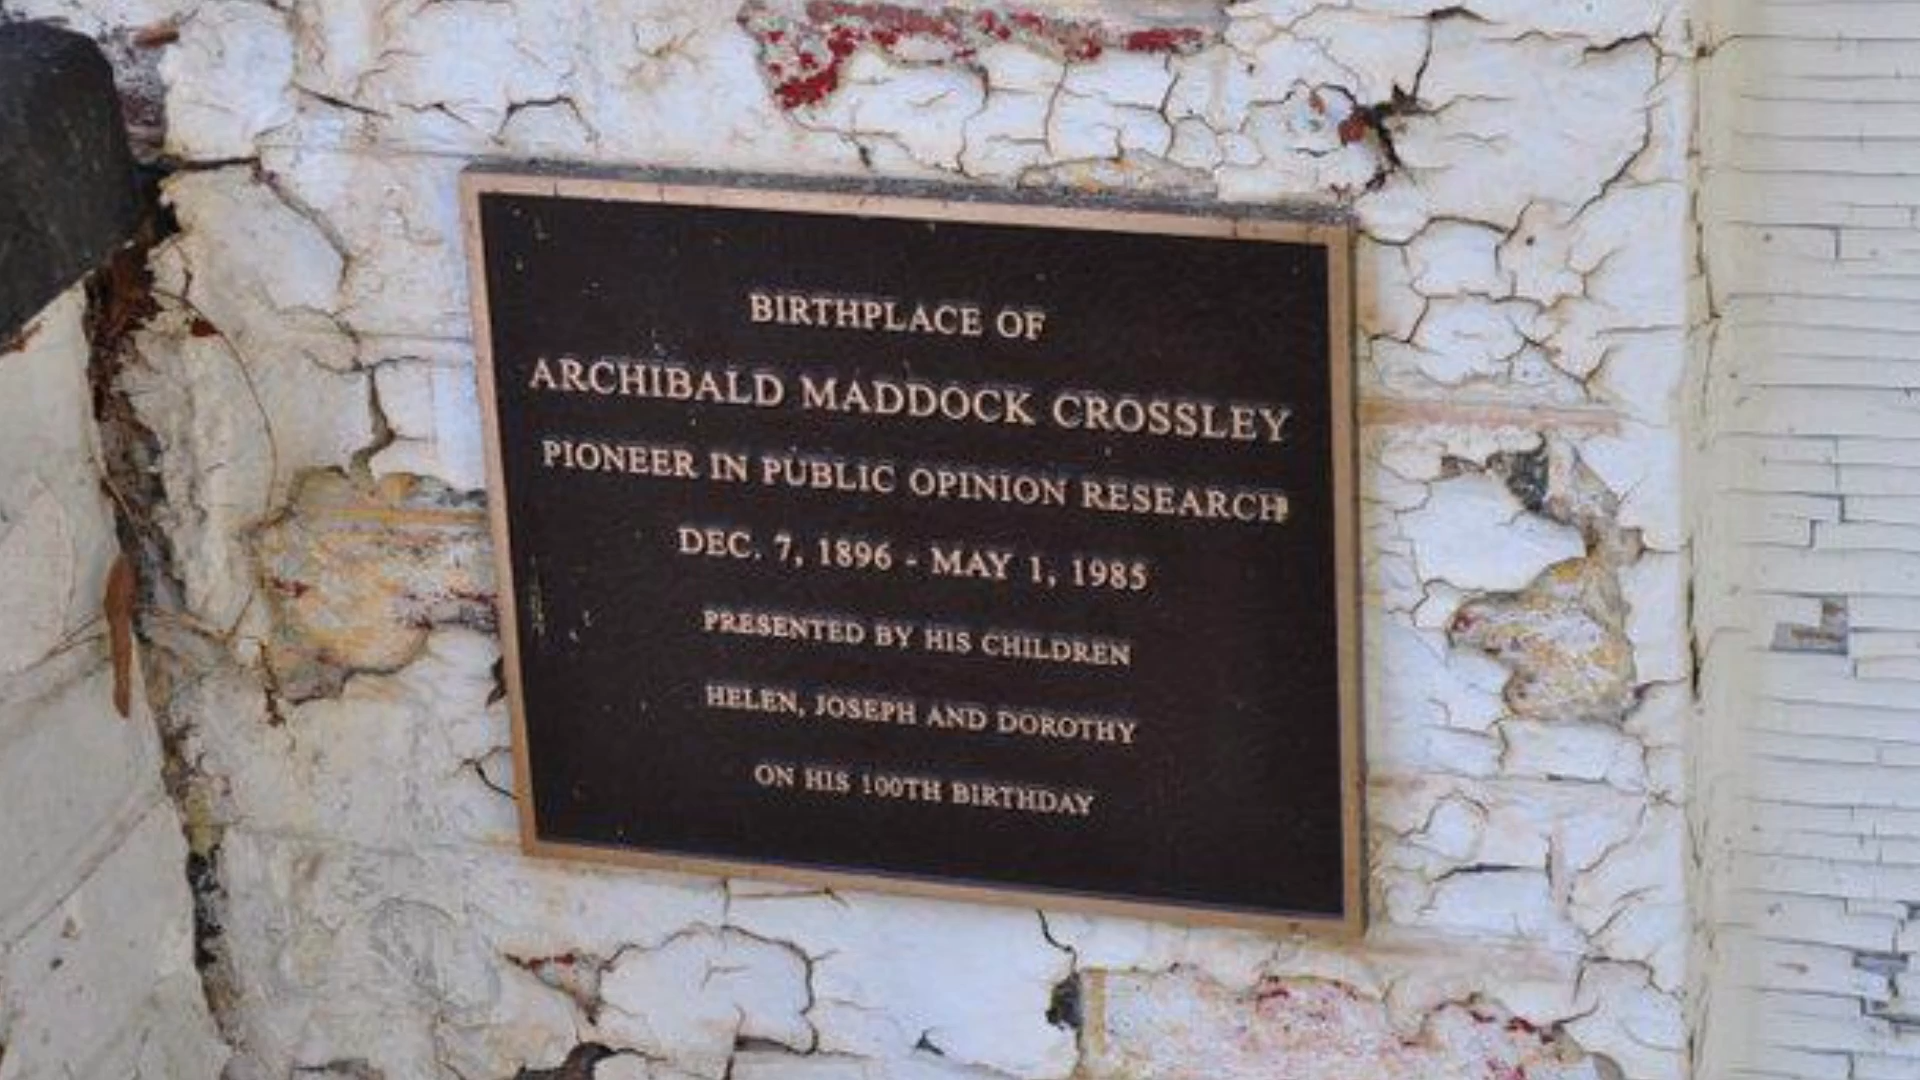 BIRTHPLACE OF
ARCHIBALD MADDOCK CROSSLEY
PIONEER IN PUBLIC OPINION RESEARCH
DEC. 7, 1896 - MAY 1, 1985
PRESENTED BY HIS CHILDREN
HELEN, JOSEPH AND DOROTHY
ON HIS 100TH BIRTHDAY